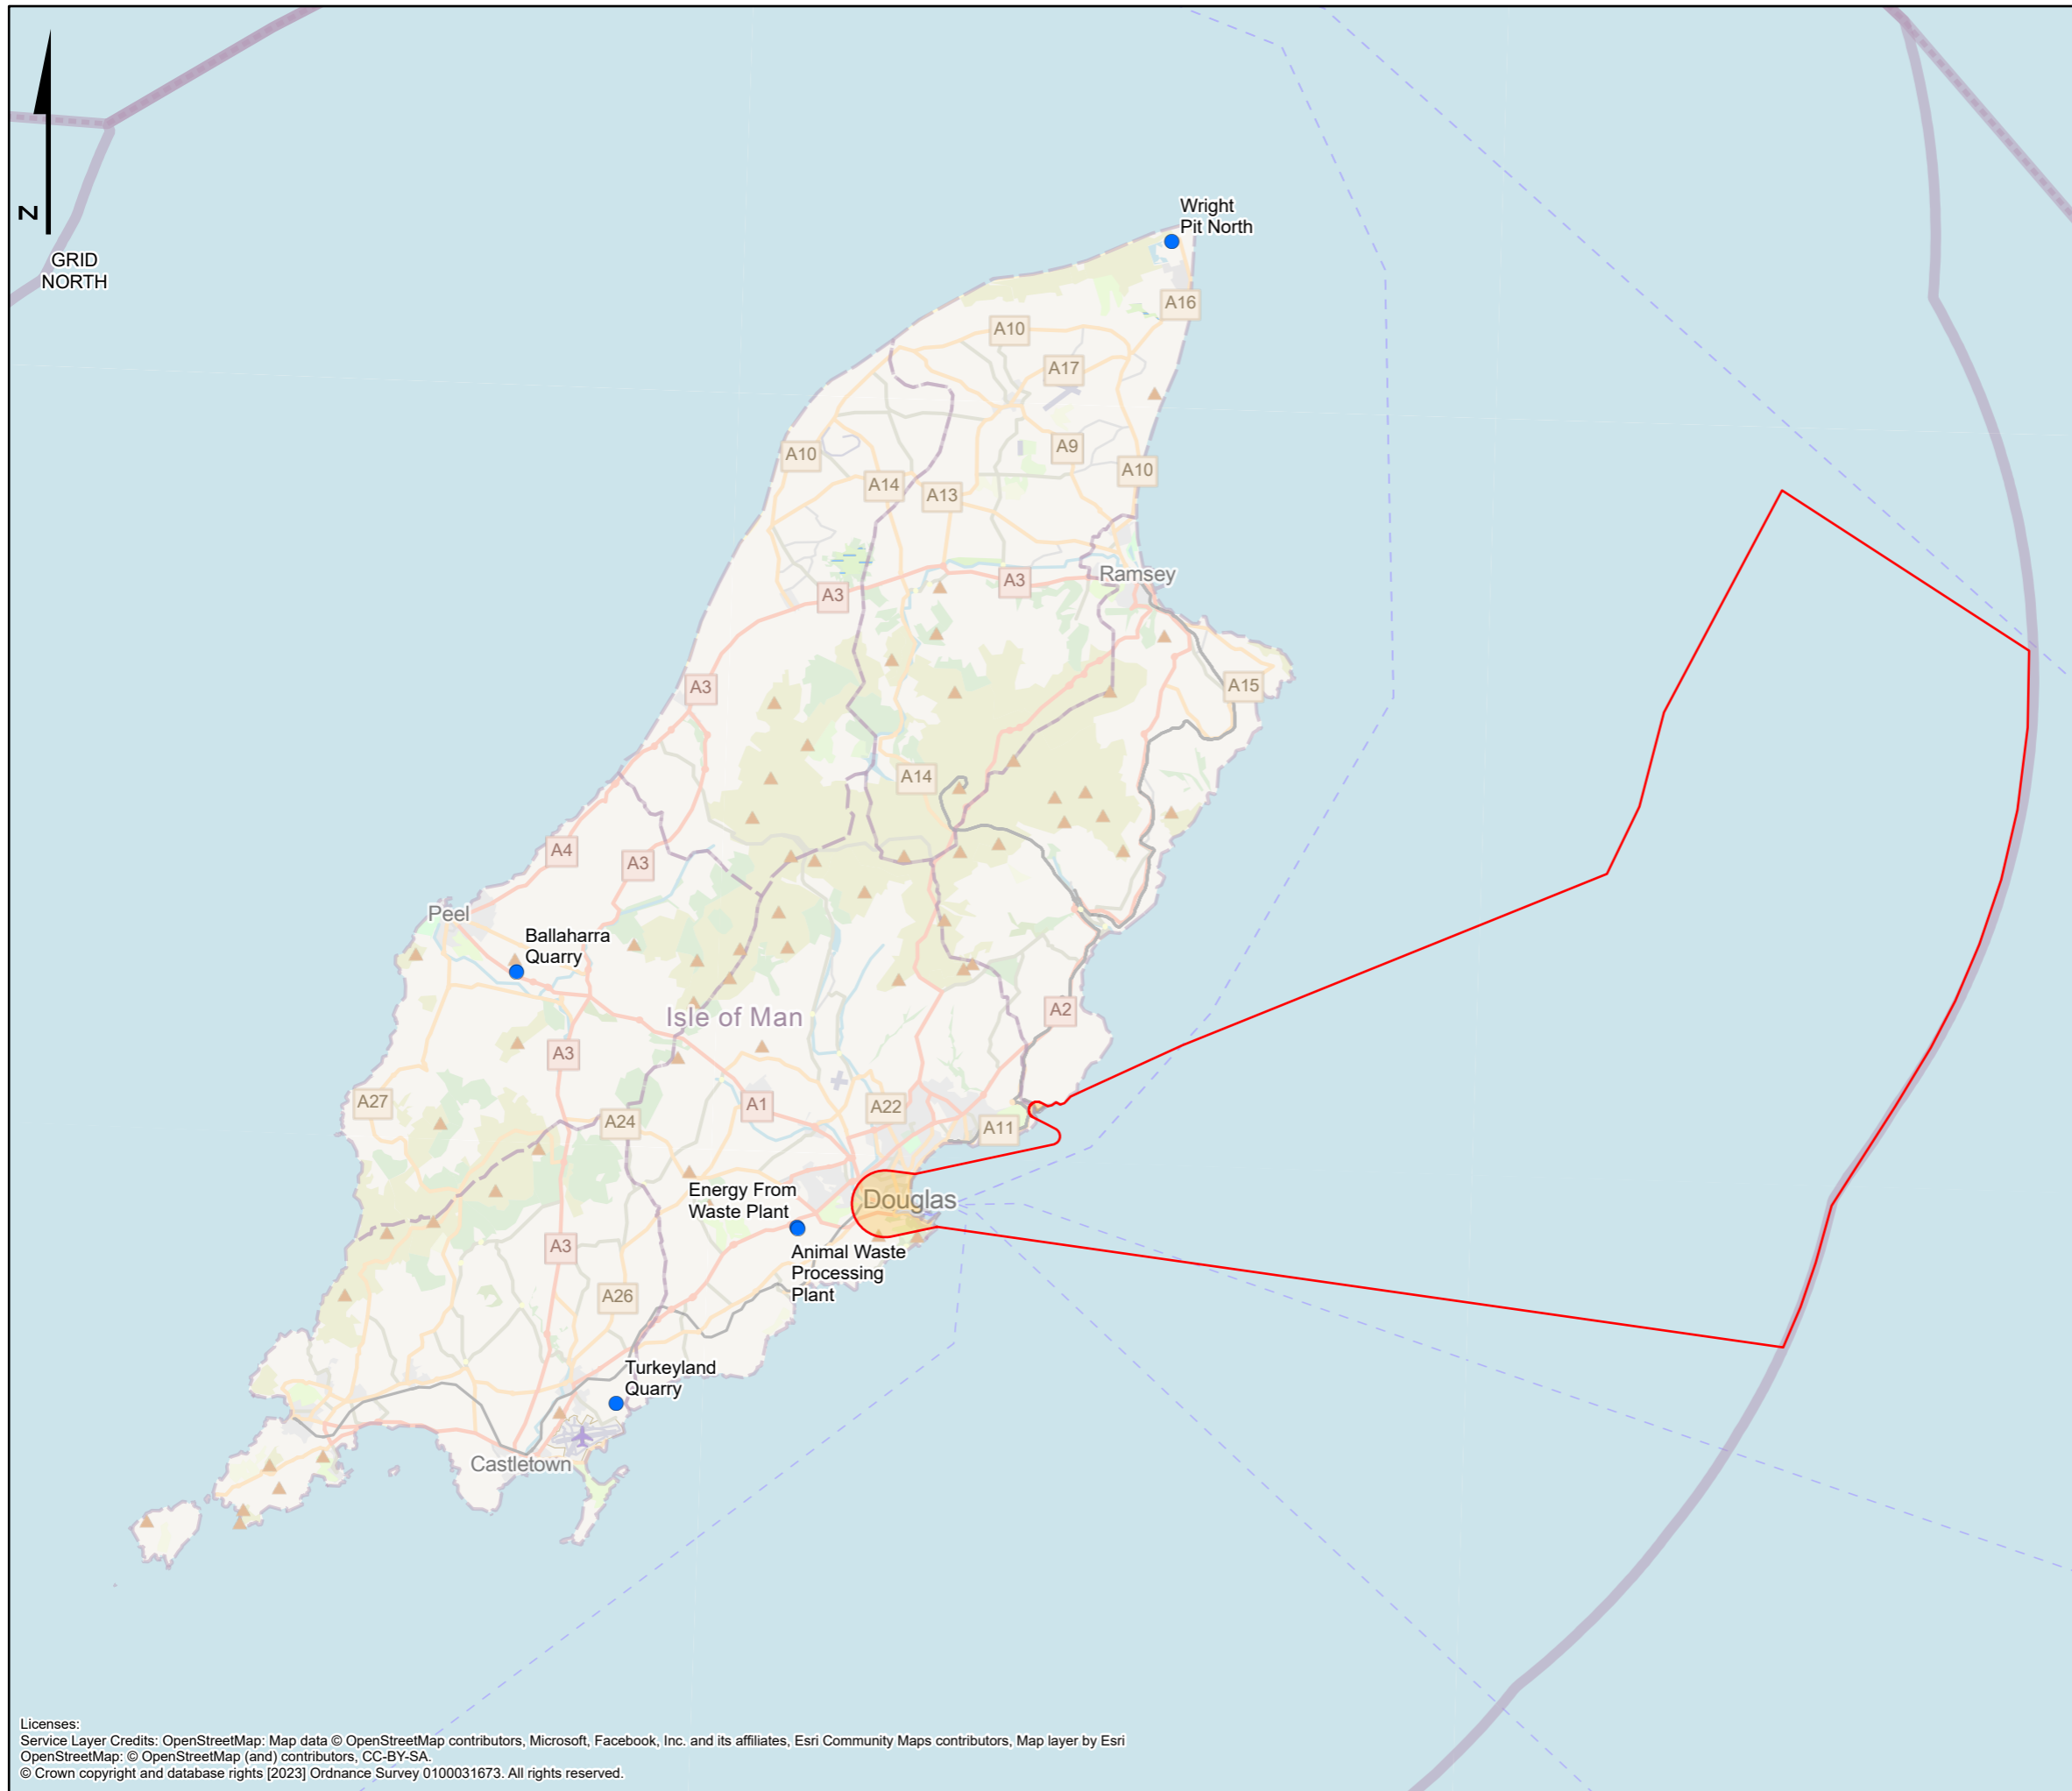 N
GRID
NORTH
Wright
Pit North
A16
A10
A17
A9
A10
A10
A14
A13
Ramsey
A3
A3
A3
A15
A14
A4
A3
Peel
Ballaharra
Quarry
Isle of Man
A2
A3
A27
A1
A22
A24
A11
Energy From
Waste Plant
Douglas
A3
Animal Waste
Processing
Plant
A26
Turkeyland
Quarry
Castletown
Licenses:
Service Layer Credits: OpenStreetMap: Map data © OpenStreetMap contributors, Microsoft, Facebook, Inc. and its affiliates, Esri Community Maps contributors, Map layer by Esri
OpenStreetMap: © OpenStreetMap (and) contributors, CC-BY-SA.
© Crown copyright and database rights [2023] Ordnance Survey 0100031673. All rights reserved.